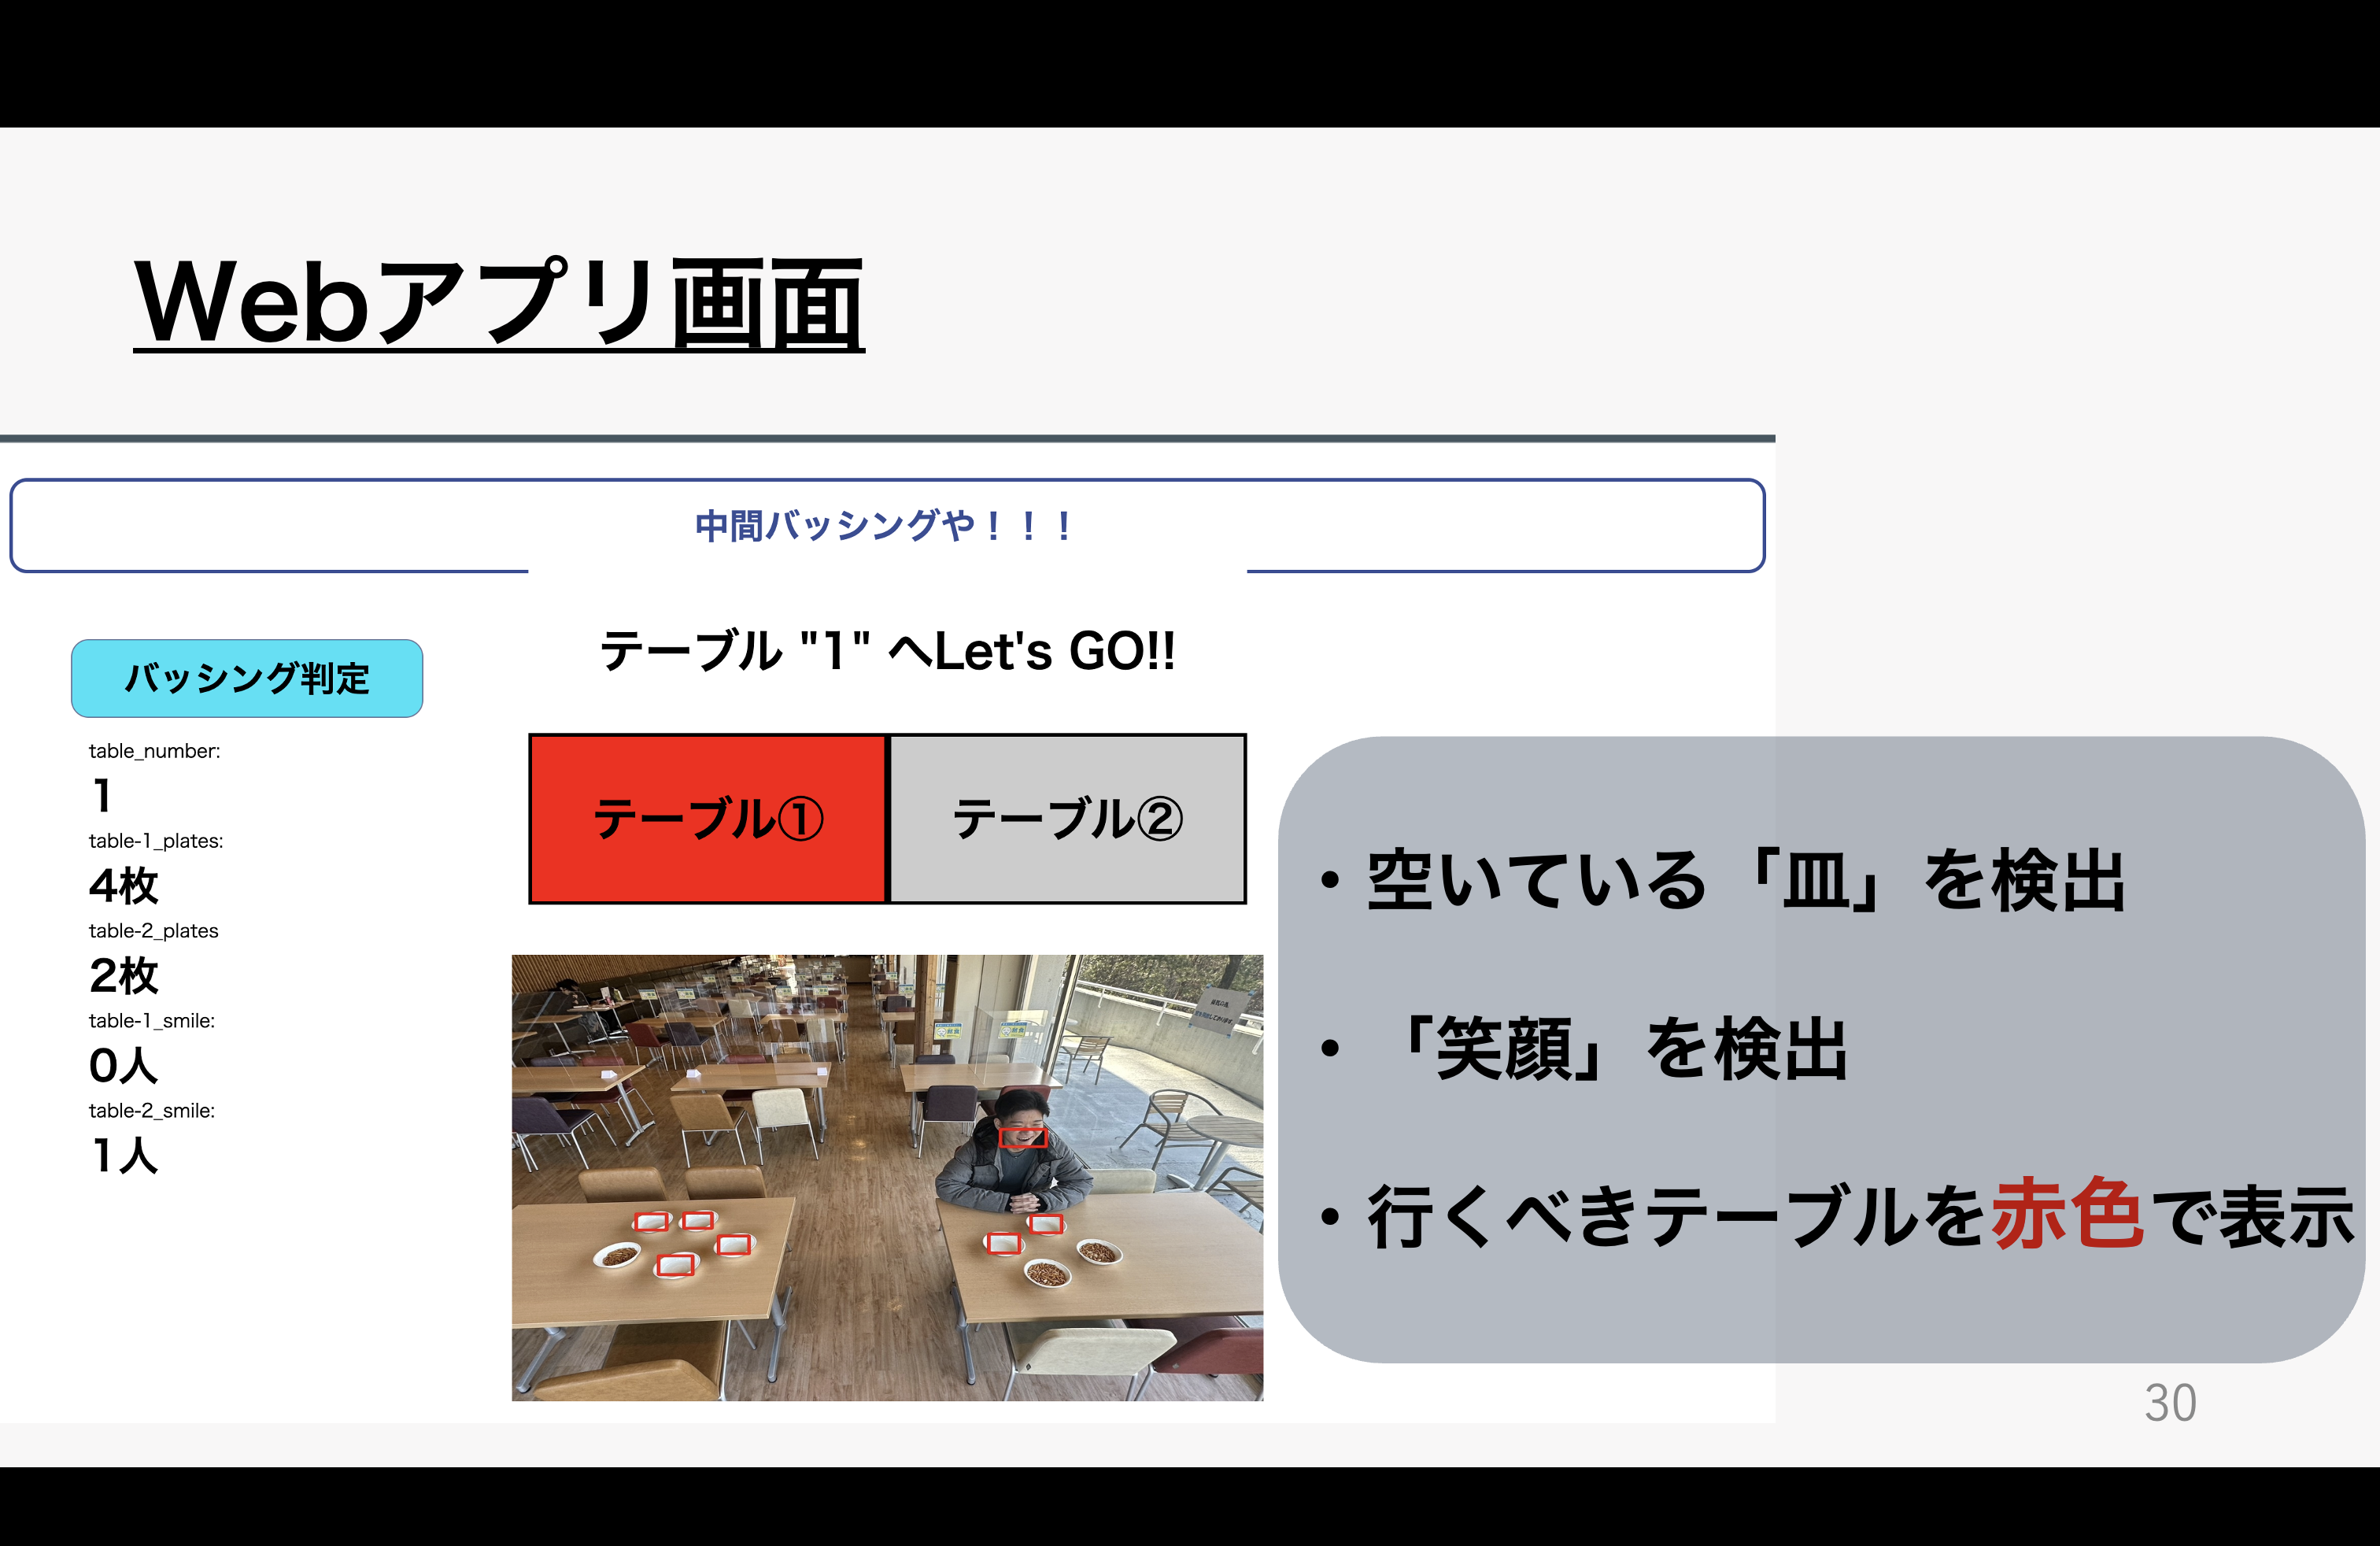 Webアプリ画面
中間バッシングや！！！
テーブル "1" へLet's GO!!
バッシング判定
table_number:
1
table-1_plates:
4枚
table-2_plates
2枚
table-1_smile:
0人
table-2_smile:
1人
テーブル①
テーブル②
・空いている「皿」を検出
・「笑顔」を検出
・行くべきテーブルを赤色で表示
30